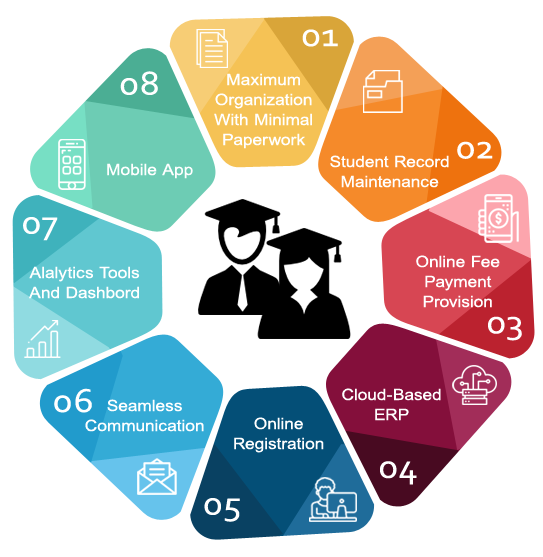 01
Maximum
Organization
With Minimal
Paperwork
02
Student Record
Maintenance
Online Fee
Payment
Provision
03
Cloud-Based
ERP
04
Online
Registration
05
06
Seamless
Communication
07
Alalytics Tools
And Dashbord
08
Mobile App